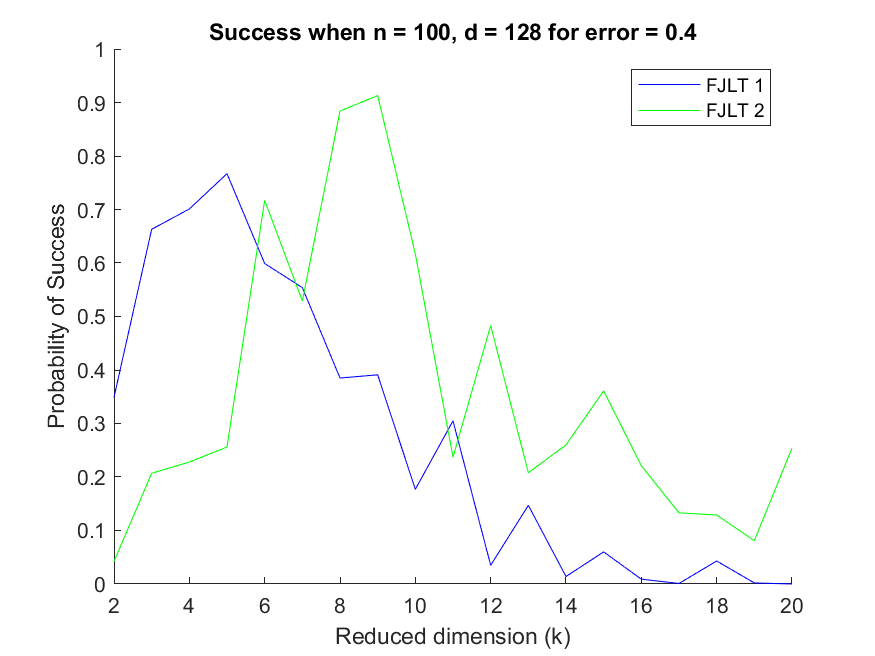 Success when n = 100, d = 128 for error = 0.4
FJLT 1
FJLT 2
Probability of Success
1
0.9
0.8
0.7
0.6
0.5
0.4
0.3
0.2
0.1
0
2 4 6 8 10 12 14 16 18 20
Reduced dimension (k)